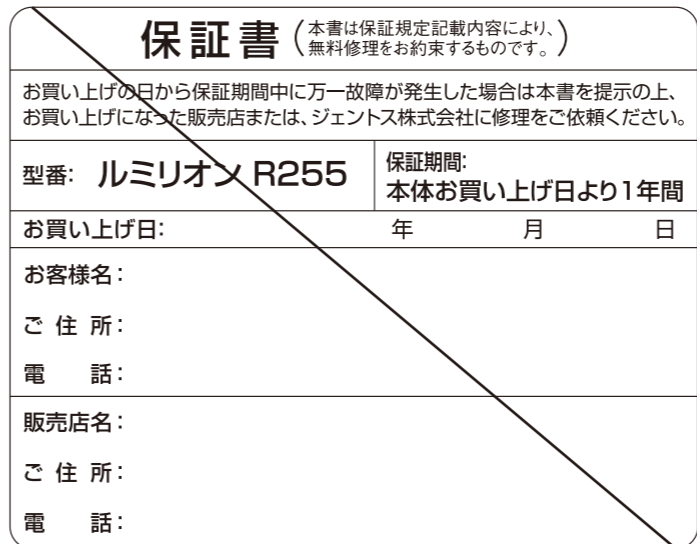 保証書（本書は保証規定記載内容により、
無料修理をお約束するものです。）
お買い上げの日から保証期間中に万一故障が発生した場合は本書を提示の上、
お買い上げになった販売店または、ジェントス株式会社に修理をご依頼ください。
型番： ルミリオン R255
保証期間：
本体お買い上げ日より1年間
お買い上げ日： 年 月 日
お客様名：
ご 住 所：
電 話：
販売店名：
ご 住 所：
電 話：